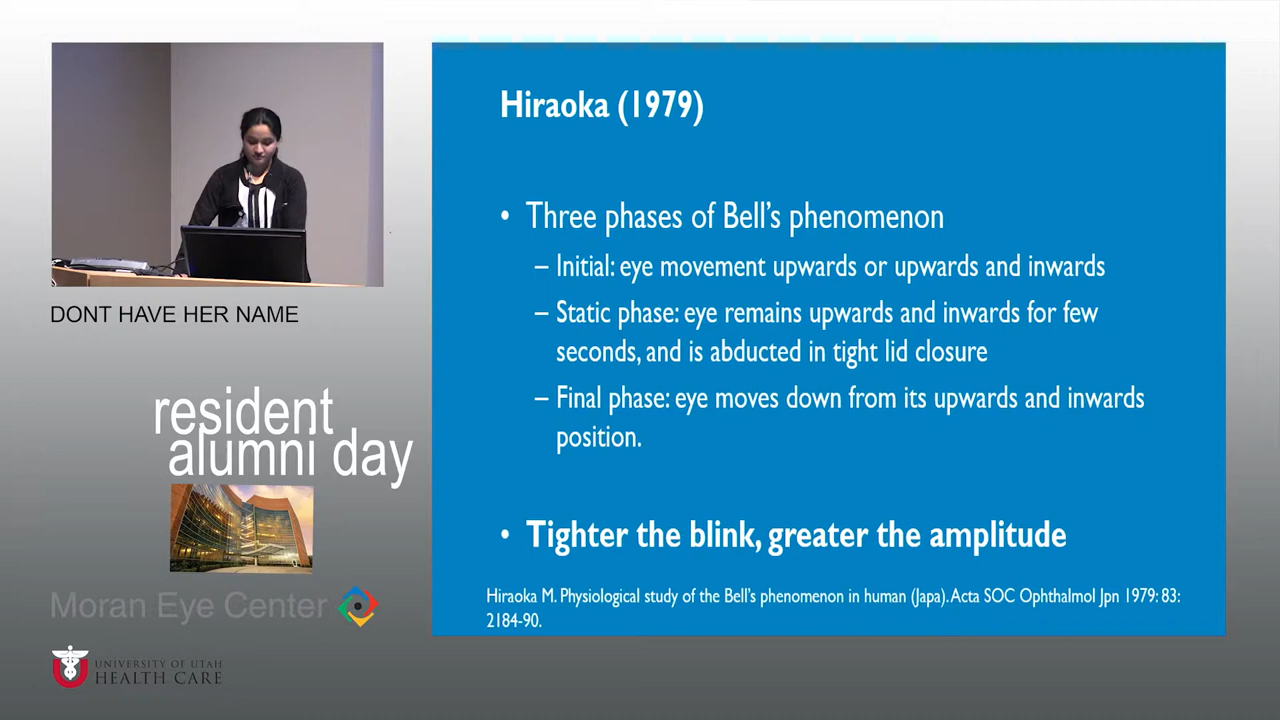 Hiraoka (1979)
• Three phases of Bell's phenomenon
– Initial: eye movement upwards or upwards and inwards
– Static phase: eye remains upwards and inwards for few
seconds, and is abducted in tight lid closure
– Final phase: eye moves down from its upwards and inwards
position.
• Tighter the blink, greater the amplitude
Hiraoka M. Physiological study of the Bell's phenomenon in human (Japa). Acta SOC Ophthalmol Jpn 1979: 83:
2184-90.
DONT HAVE HER NAME
resident
alumni day
Moran Eye Center
UNIVERSITY OF UTAH
HEALTH CARE